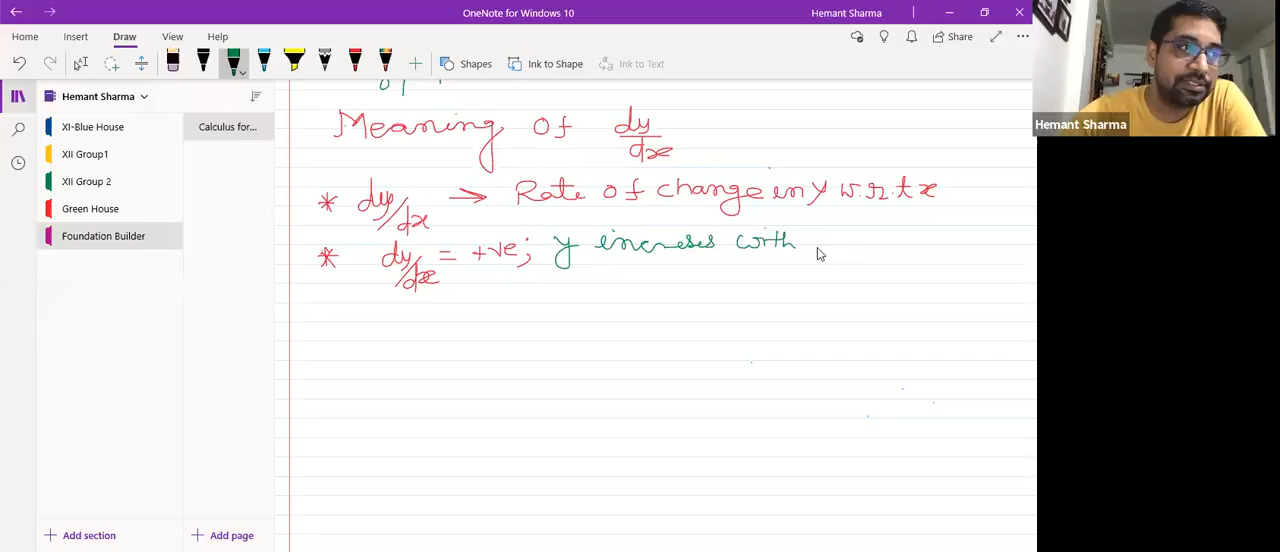 OneNote for Windows 10
Hemant Sharma
Home Insert Draw View Help
Share
Shapes Ink to Shape Ink to Text
Hemant Sharma
XI-Blue House
XII Group1
XII Group 2
Green House
Foundation Builder
Add section
Calculus for...
Add page
Meaning of dy/dx
* dy/dx → Rate of change in y w.r.t x
* dy/dx = +ve; y increses with
Hemant Sharma